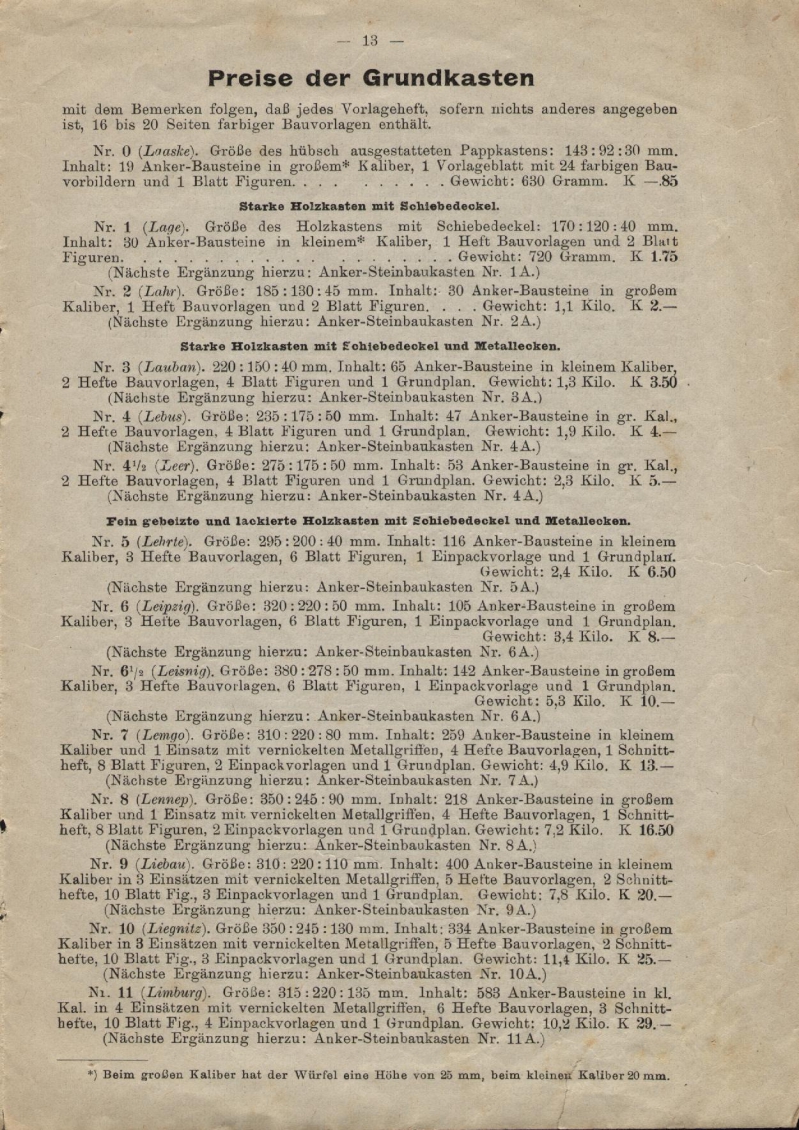 — 13 —
Preise der Grundkasten
mit dem Bemerken folgen, daß jedes Vorlageheft, sofern nichts anderes angegeben
ist, 16 bis 20 Seiten farbiger Bauvorlagen enthält.
Nr. 0 (Laaske). Größe des hübsch ausgestatteten Pappkastens: 143:92:30 mm.
Inhalt: 19 Anker-Bausteine in großem* Kaliber, 1 Vorlageblatt mit 24 farbigen Bau-
vorbildern und 1 Blatt Figuren. . . . . . . . . . Gewicht: 630 Gramm. K —.85
Starke Holzkasten mit Schiebedeckel.
Nr. 1 (Lage). Größe des Holzkastens mit Schiebedeckel: 170:120:40 mm.
Inhalt: 30 Anker-Bausteine in kleinem* Kaliber, 1 Heft Bauvorlagen und 2 Blatt
Figuren. . . . . . . . . . . . . . . . . . . . Gewicht: 720 Gramm. K 1.75
(Nächste Ergänzung hierzu: Anker-Steinbaukasten Nr. 1A.)
Nr. 2 (Lahr). Größe: 185:130:45 mm. Inhalt: 30 Anker-Bausteine in großem
Kaliber, 1 Heft Bauvorlagen und 2 Blatt Figuren. . . . Gewicht: 1,1 Kilo. K 2.—
(Nächste Ergänzung hierzu: Anker-Steinbaukasten Nr. 2A.)
Starke Holzkasten mit Schiebedeckel und Metallecken.
Nr. 3 (Lauban). 220:150:40 mm. Inhalt: 65 Anker-Bausteine in kleinem Kaliber,
2 Hefte Bauvorlagen, 4 Blatt Figuren und 1 Grundplan. Gewicht: 1,3 Kilo. K 3.50
(Nächste Ergänzung hierzu: Anker-Steinbaukasten Nr. 3A.)
Nr. 4 (Lebus). Größe: 235:175:50 mm. Inhalt: 47 Anker-Bausteine in gr. Kal.,
2 Hefte Bauvorlagen, 4 Blatt Figuren und 1 Grundplan. Gewicht: 1,9 Kilo. K 4.—
(Nächste Ergänzung hierzu: Anker-Steinbaukasten Nr. 4A.)
Nr. 4½ (Leer). Größe: 275:175:50 mm. Inhalt: 53 Anker-Bausteine in gr. Kal.,
2 Hefte Bauvorlagen, 4 Blatt Figuren und 1 Grundplan. Gewicht: 2,3 Kilo. K 5.—
(Nächste Ergänzung hierzu: Anker-Steinbaukasten Nr. 4A.)
Fein gebeizte und lackierte Holzkasten mit Schiebedeckel und Metallecken.
Nr. 5 (Lehrte). Größe: 295:200:40 mm. Inhalt: 116 Anker-Bausteine in kleinem
Kaliber, 3 Hefte Bauvorlagen, 6 Blatt Figuren, 1 Einpackvorlage und 1 Grundplan.
Gewicht: 2,4 Kilo. K 6.50
(Nächste Ergänzung hierzu: Anker-Steinbaukasten Nr. 5A.)
Nr. 6 (Leipzig). Größe: 320:220:50 mm. Inhalt: 105 Anker-Bausteine in großem
Kaliber, 3 Hefte Bauvorlagen, 6 Blatt Figuren, 1 Einpackvorlage und 1 Grundplan.
Gewicht: 3,4 Kilo. K 8.—
(Nächste Ergänzung hierzu: Anker-Steinbaukasten Nr. 6A.)
Nr. 6½ (Leisnig). Größe: 380:278:50 mm. Inhalt: 142 Anker-Bausteine in großem
Kaliber, 3 Hefte Bauvorlagen, 6 Blatt Figuren, 1 Einpackvorlage und 1 Grundplan.
Gewicht: 5,3 Kilo. K 10.—
(Nächste Ergänzung hierzu: Anker-Steinbaukasten Nr. 6A.)
Nr. 7 (Lemgo). Größe: 310:220:80 mm. Inhalt: 259 Anker-Bausteine in kleinem
Kaliber und 1 Einsatz mit vernickelten Metallgriffen, 4 Hefte Bauvorlagen, 1 Schnitt-
heft, 8 Blatt Figuren, 2 Einpackvorlagen und 1 Grundplan. Gewicht: 4,9 Kilo. K 13.—
(Nächste Ergänzung hierzu: Anker-Steinbaukasten Nr. 7A.)
Nr. 8 (Lennep). Größe: 350:245:90 mm. Inhalt: 218 Anker-Bausteine in großem
Kaliber und 1 Einsatz mit vernickelten Metallgriffen, 4 Hefte Bauvorlagen, 1 Schnitt-
heft, 8 Blatt Figuren, 2 Einpackvorlagen und 1 Grundplan. Gewicht: 7,2 Kilo. K 16.50
(Nächste Ergänzung hierzu: Anker-Steinbaukasten Nr. 8A.)
Nr. 9 (Liebau). Größe: 310:220:110 mm. Inhalt: 400 Anker-Bausteine in kleinem
Kaliber in 3 Einsätzen mit vernickelten Metallgriffen, 5 Hefte Bauvorlagen, 2 Schnitt-
hefte, 10 Blatt Fig., 3 Einpackvorlagen und 1 Grundplan. Gewicht: 7,8 Kilo. K 20.—
(Nächste Ergänzung hierzu: Anker-Steinbaukasten Nr. 9A.)
Nr. 10 (Liegnitz). Größe 350:245:130 mm. Inhalt: 334 Anker-Bausteine in großem
Kaliber in 3 Einsätzen mit vernickelten Metallgriffen, 5 Hefte Bauvorlagen, 2 Schnitt-
hefte, 10 Blatt Fig., 3 Einpackvorlagen und 1 Grundplan. Gewicht: 11,4 Kilo. K 25.—
(Nächste Ergänzung hierzu: Anker-Steinbaukasten Nr. 10A.)
Nr. 11 (Limburg). Größe: 315:220:135 mm. Inhalt: 583 Anker-Bausteine in kl.
Kal. in 4 Einsätzen mit vernickelten Metallgriffen, 6 Hefte Bauvorlagen, 3 Schnitt-
hefte, 10 Blatt Fig., 4 Einpackvorlagen und 1 Grundplan. Gewicht: 10,2 Kilo. K 29.—
(Nächste Ergänzung hierzu: Anker-Steinbaukasten Nr. 11A.)
*) Beim großen Kaliber hat der Würfel eine Höhe von 25 mm, beim kleinen Kaliber 20 mm.